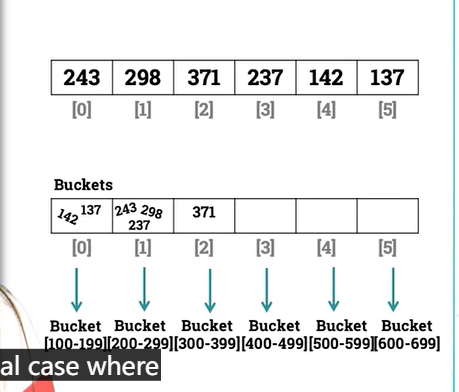 243 298 371 237 142 137
[0] [1] [2] [3] [4] [5]
Buckets
142 137 243 298 237 371
[0] [1] [2] [3] [4] [5]
Bucket Bucket Bucket Bucket Bucket Bucket
[100-199][200-299][300-399][400-499][500-599][600-699]
al case where